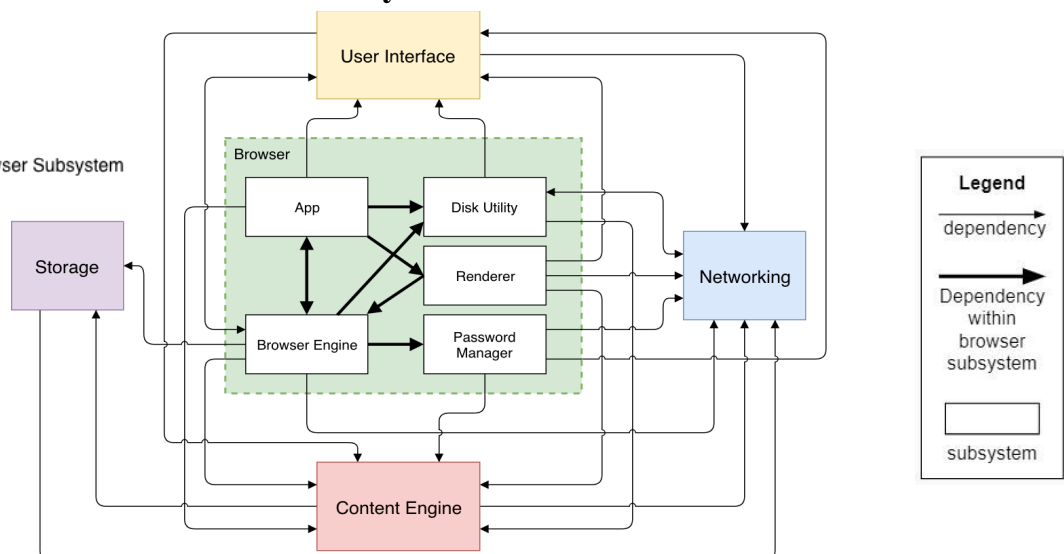 User Interface
Browser
wser Subsystem
App
Disk Utility
Storage
Renderer
Networking
Browser Engine
Password
Manager
Content Engine
Legend
dependency
Dependency
within
browser
subsystem
subsystem